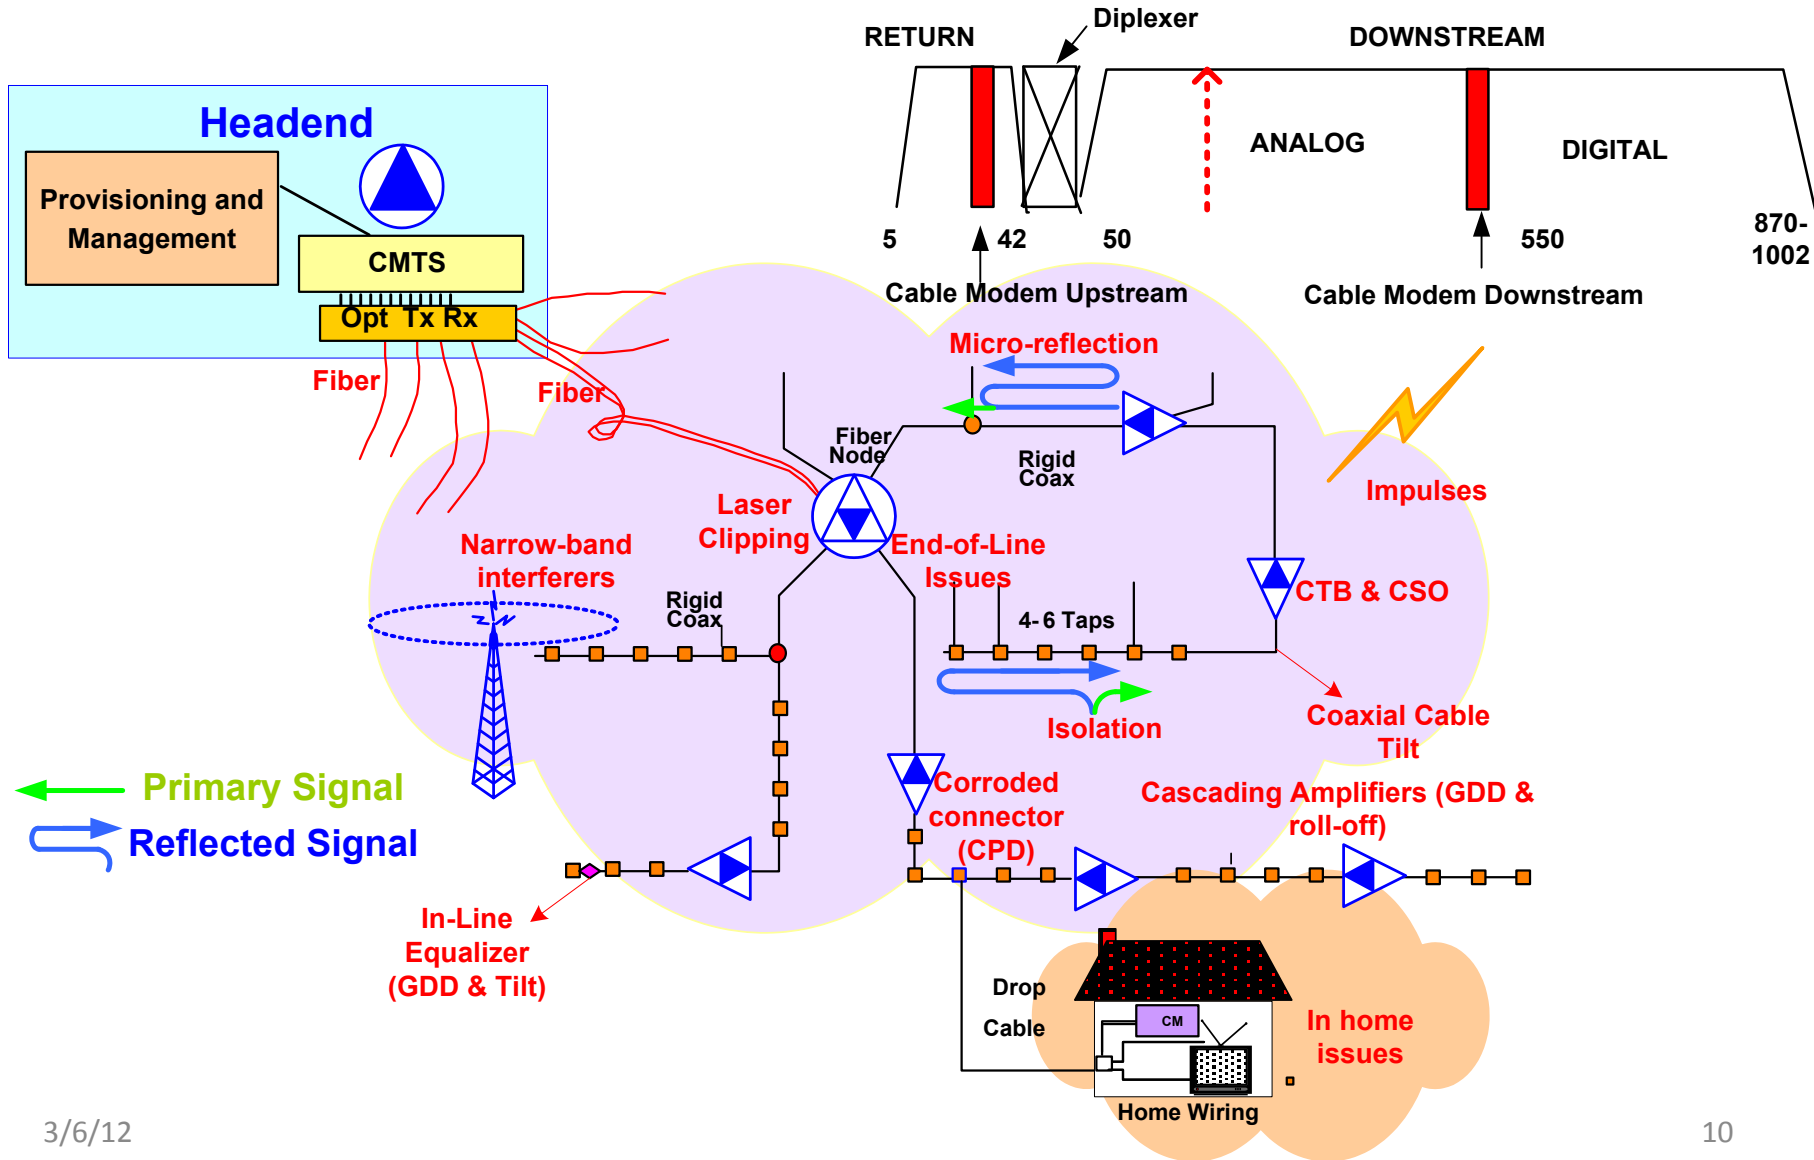 Diplexer
RETURN
DOWNSTREAM
Headend
Provisioning and
Management
CMTS
Opt Tx Rx
ANALOG
DIGITAL
5
42
50
550
870-
1002
Cable Modem Upstream
Cable Modem Downstream
Fiber
Fiber
Micro-reflection
Fiber
Node
Rigid
Coax
Impulses
Laser
Clipping
Narrow-band
interferers
End-of-Line
Issues
Rigid
Coax
4-6 Taps
CTB & CSO
Isolation
Coaxial Cable
Tilt
Primary Signal
Reflected Signal
Corroded
connector
(CPD)
Cascading Amplifiers (GDD &
roll-off)
In-Line
Equalizer
(GDD & Tilt)
Drop
Cable
CM
In home
issues
Home Wiring
3/6/12
10